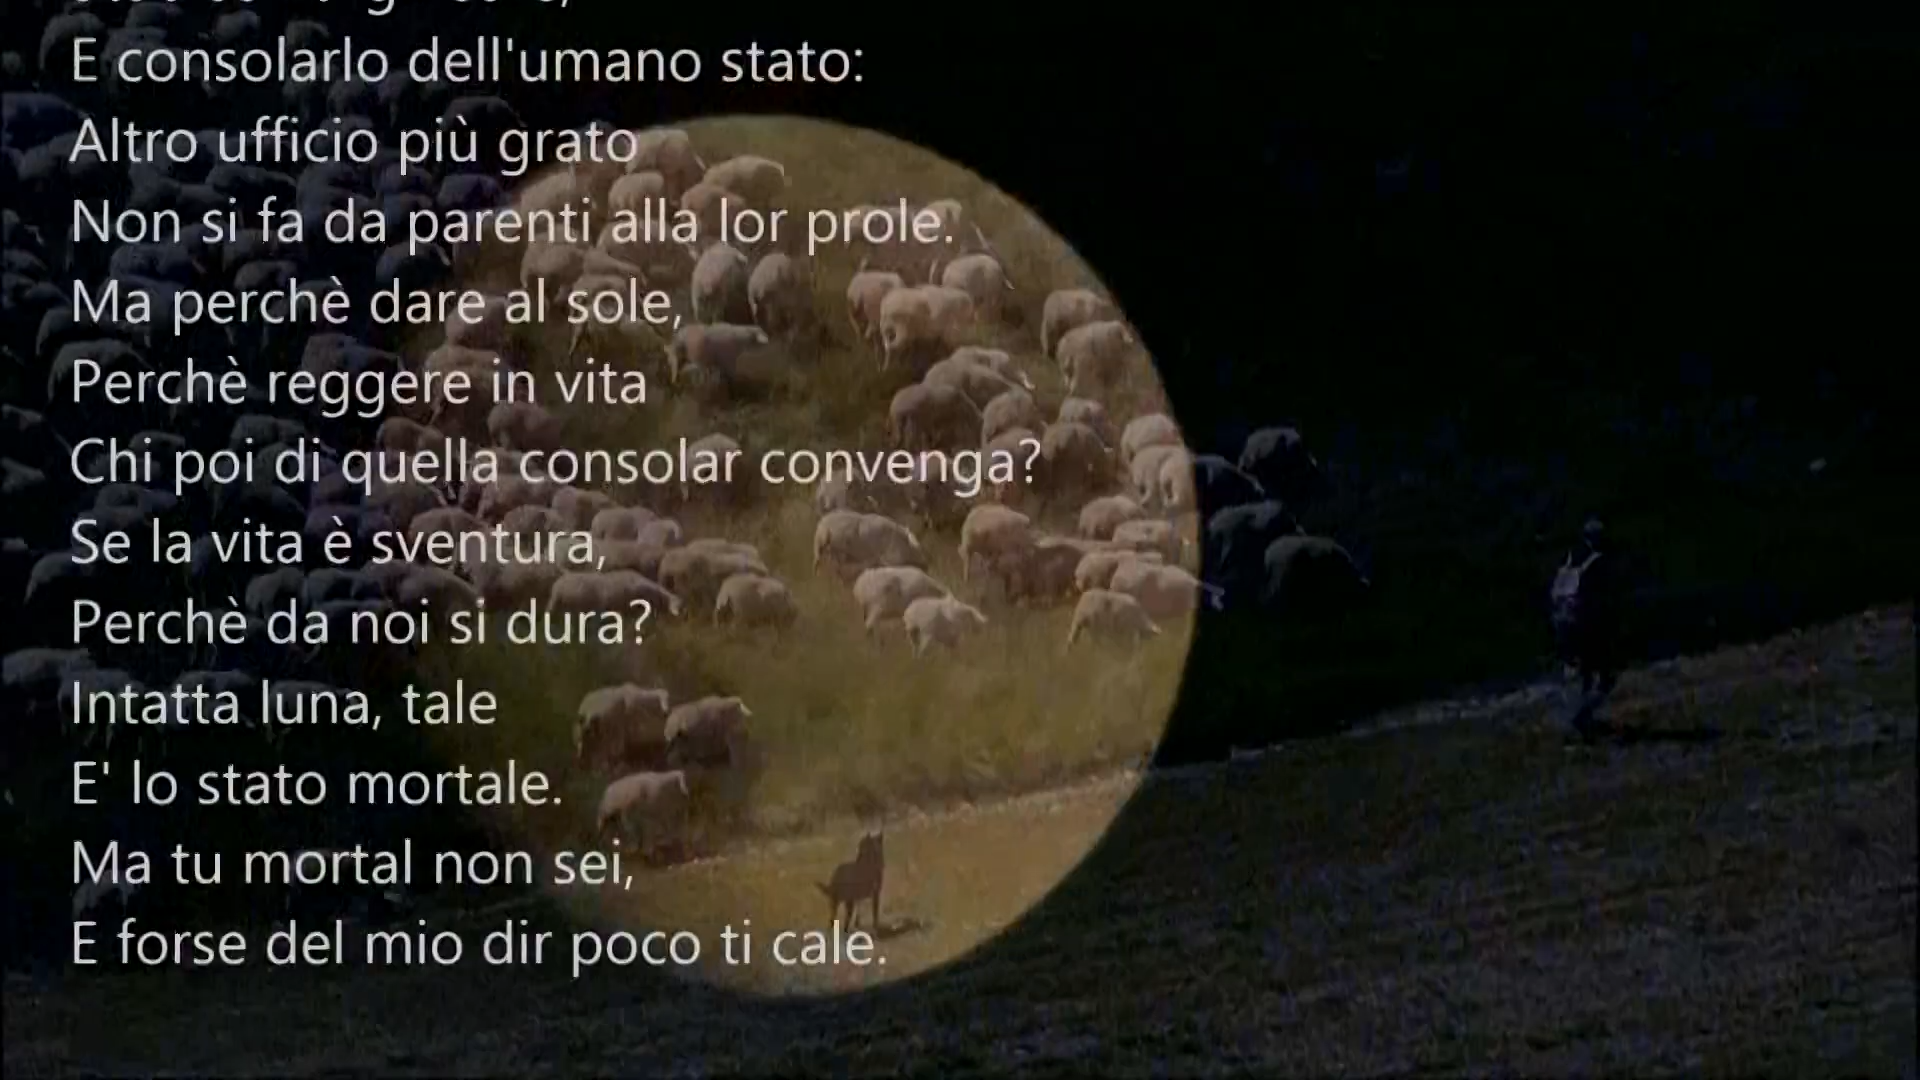 E consolarlo dell'umano stato:
Altro ufficio più grato
Non si fa da parenti alla lor prole.
Ma perchè dare al sole,
Perchè reggere in vita
Chi poi di quella consolar convenga?
Se la vita è sventura,
Perchè da noi si dura?
Intatta luna, tale
E' lo stato mortale.
Ma tu mortal non sei,
E forse del mio dir poco ti cale.